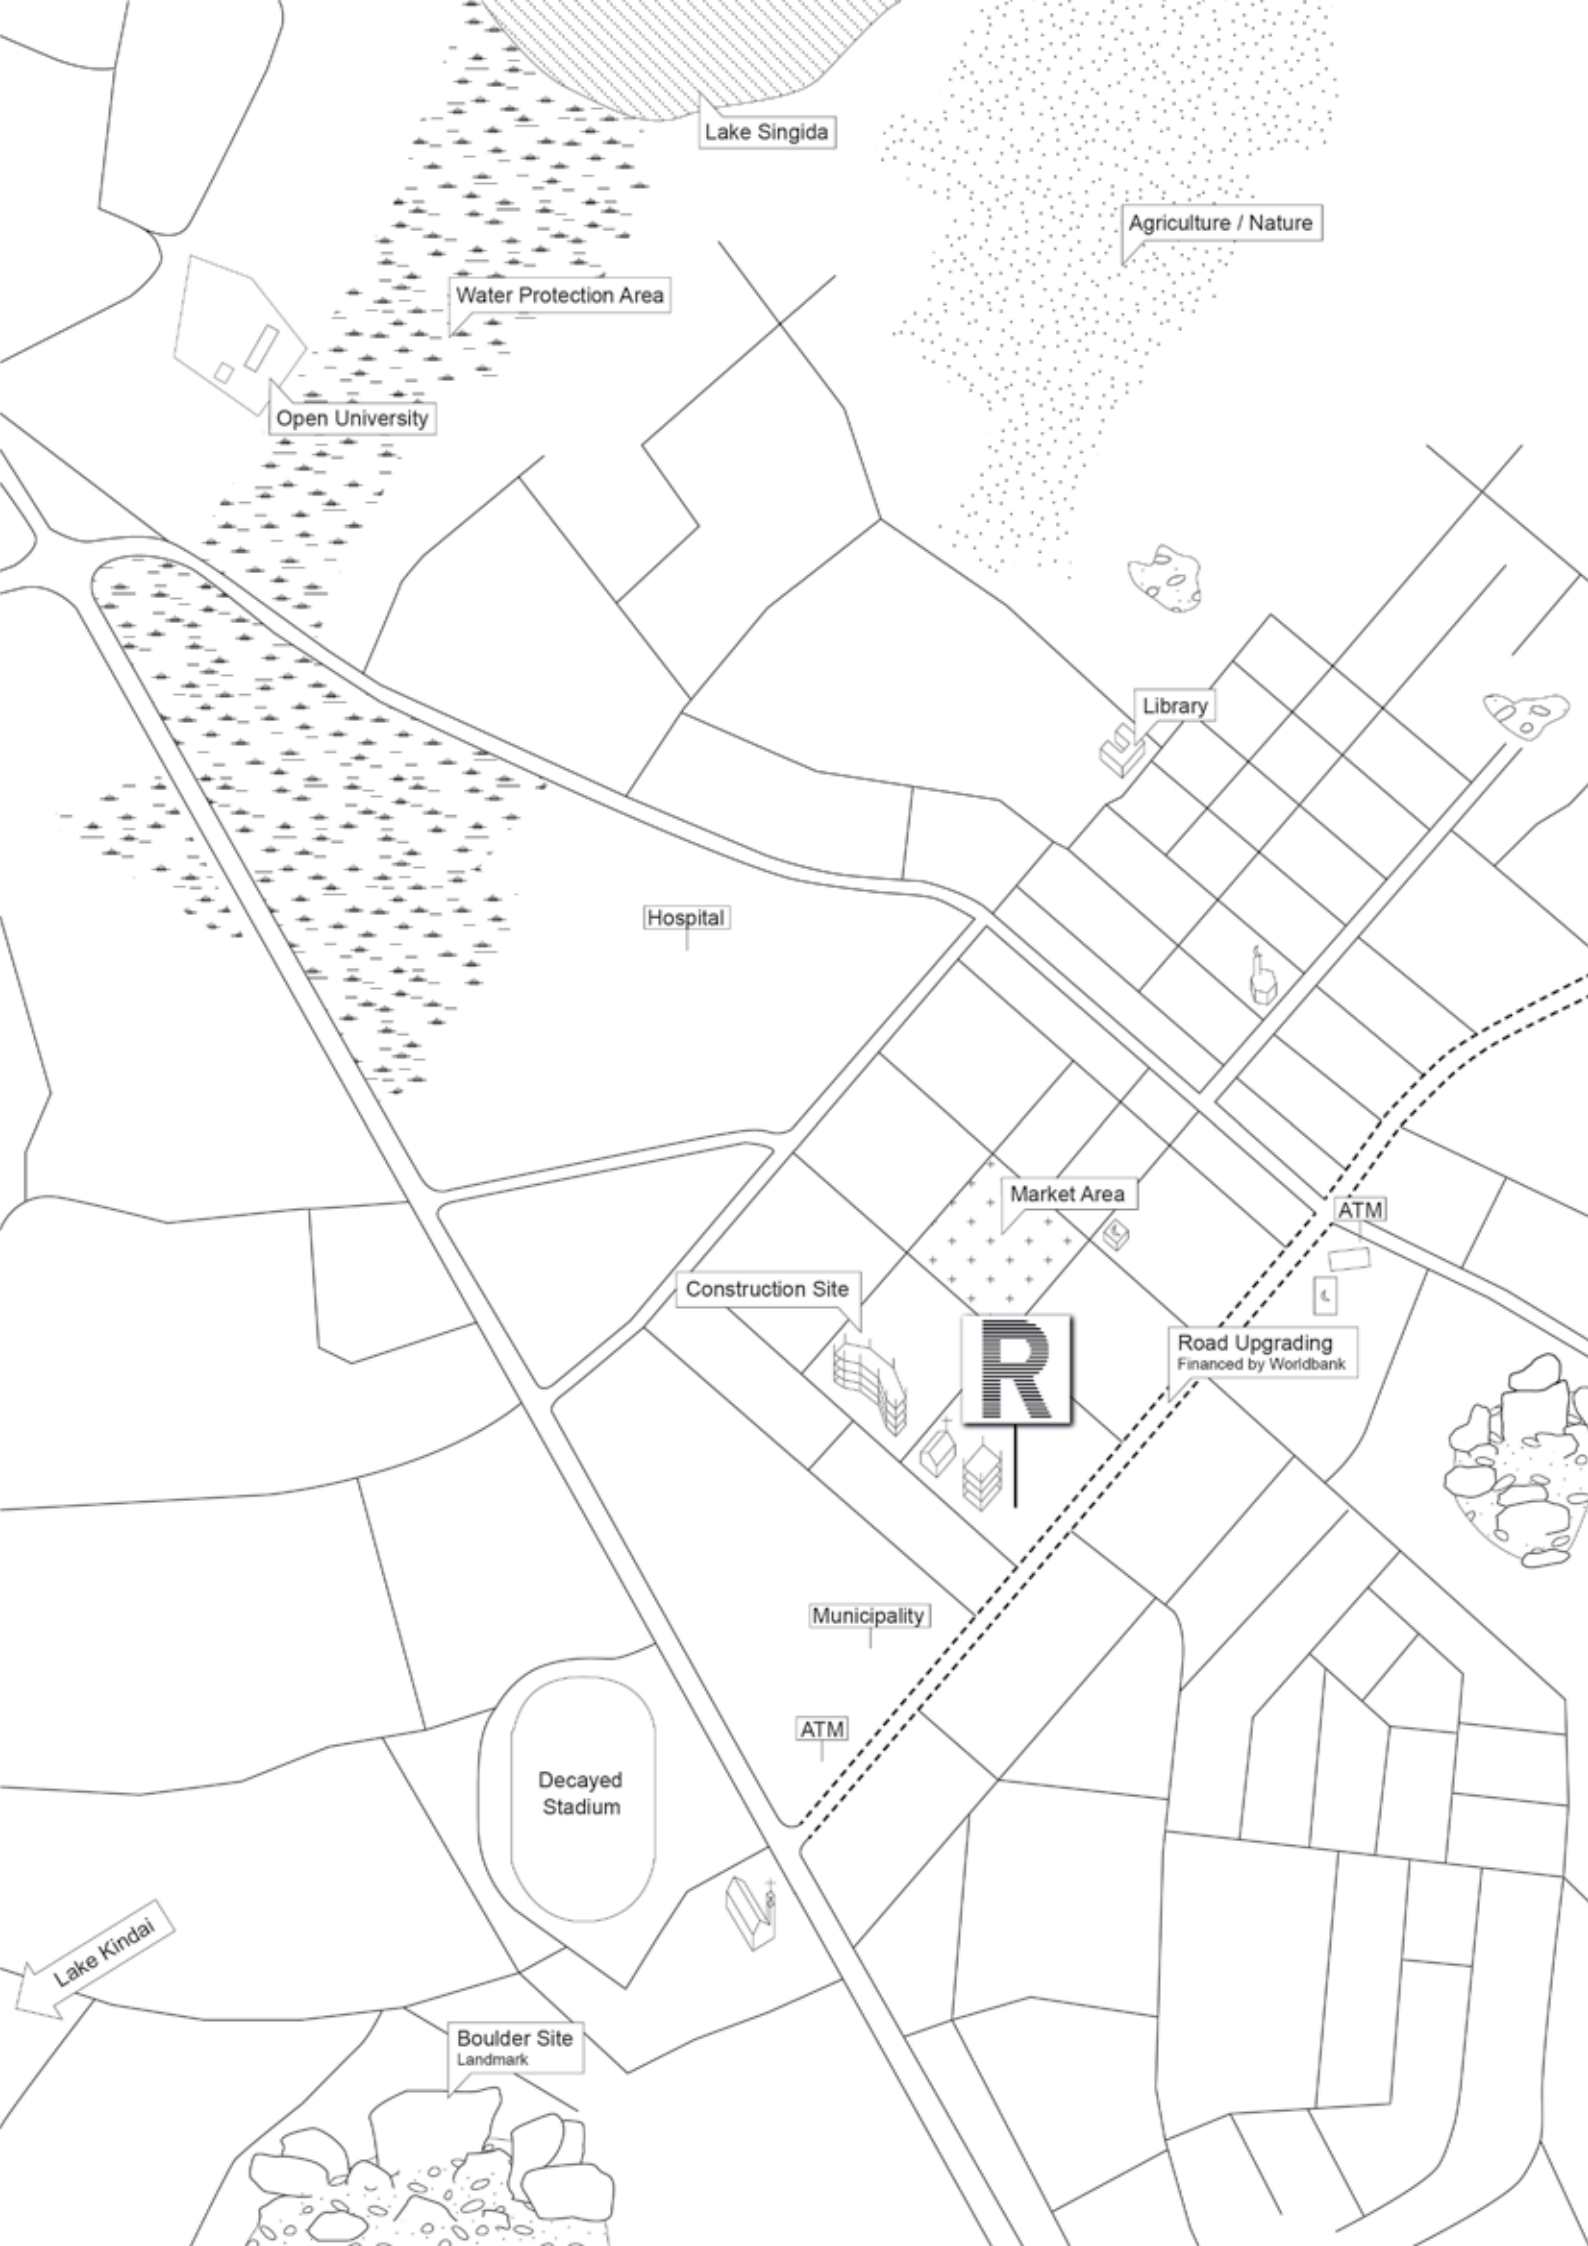 Lake Singida
Agriculture / Nature
Water Protection Area
Open University
Library
Hospital
Market Area
ATM
Construction Site
R
Road Upgrading
Financed by Worldbank
Municipality
ATM
Decayed
Stadium
Lake Kindai
Boulder Site
Landmark